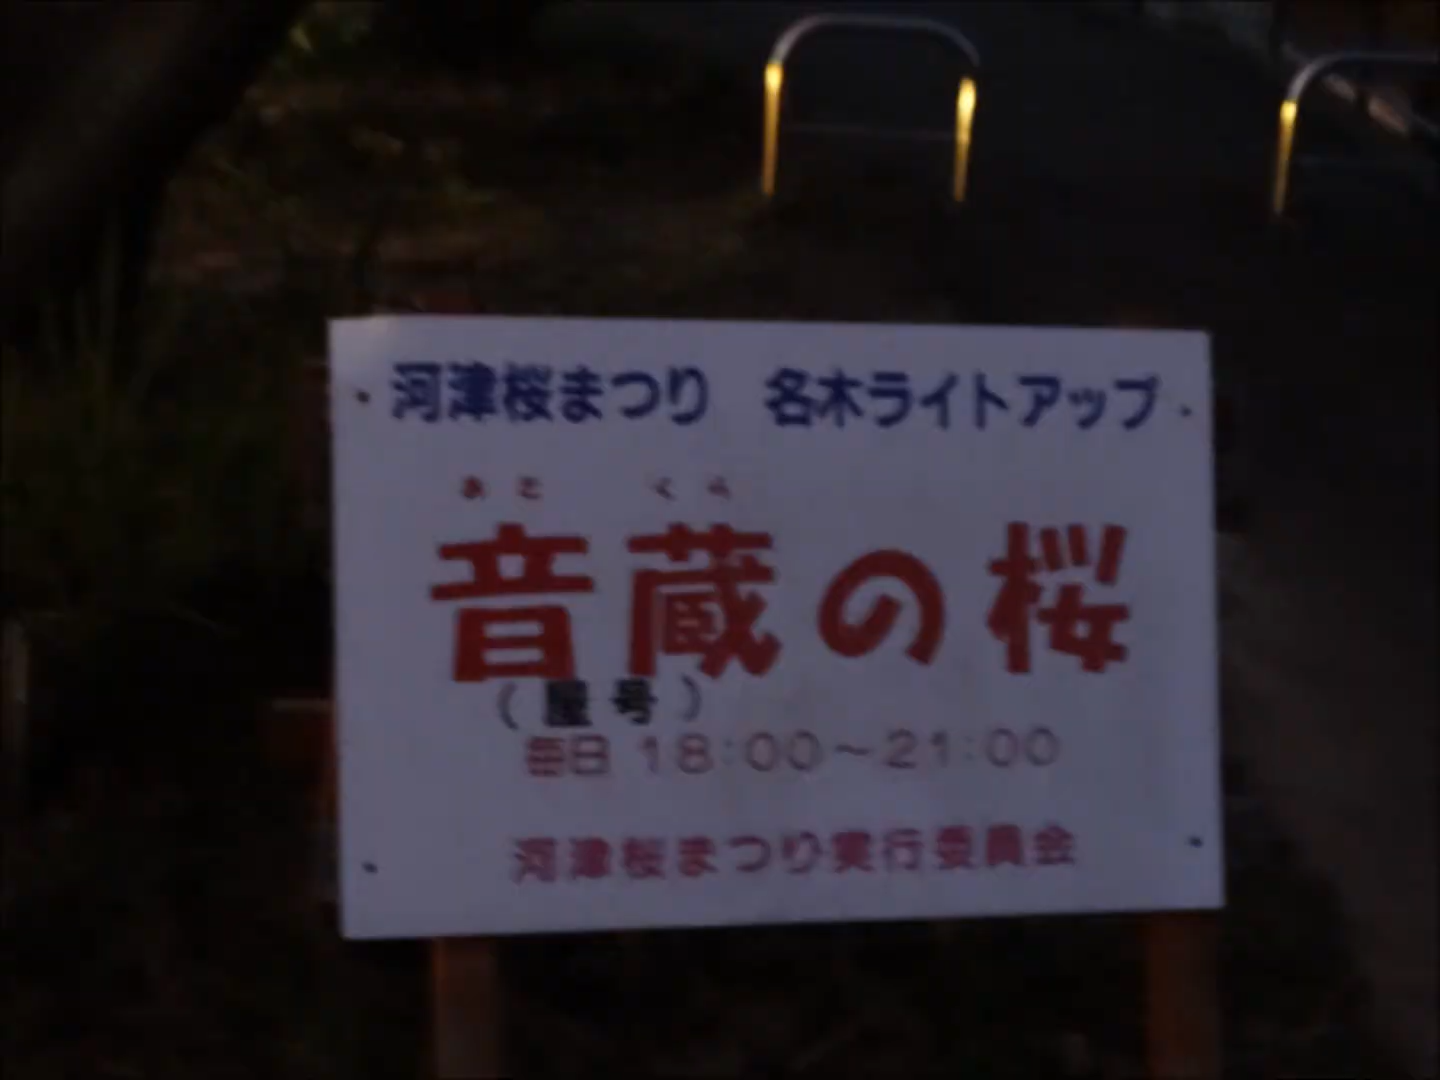 河津桜まつり 名木ライトアップ
おと くら
音蔵の桜
（屋号）
毎日 18:00～21:00
河津桜まつり実行委員会